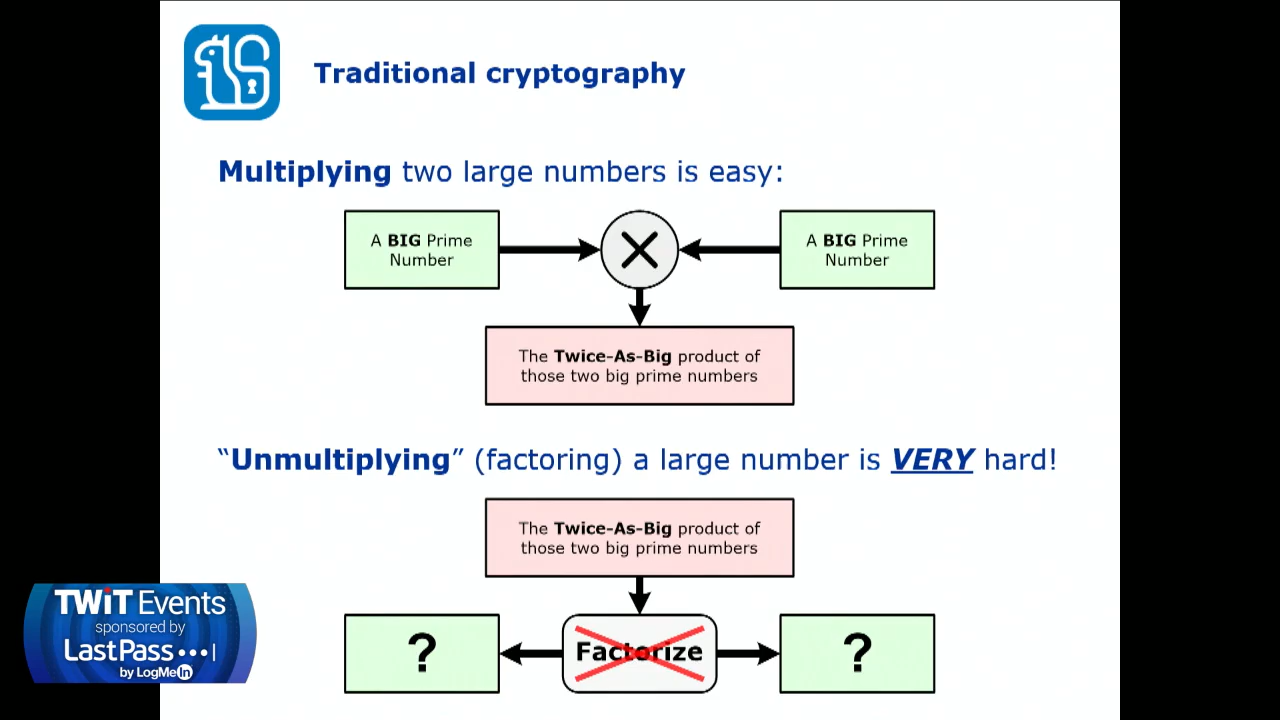 Traditional cryptography
Multiplying two large numbers is easy:
A BIG Prime
Number
A BIG Prime
Number
The Twice-As-Big product of
those two big prime numbers
“Unmultiplying” (factoring) a large number is VERY hard!
The Twice-As-Big product of
those two big prime numbers
?
Factorize
?
TWiT Events
sponsored by
LastPass •••|
by LogMeIn